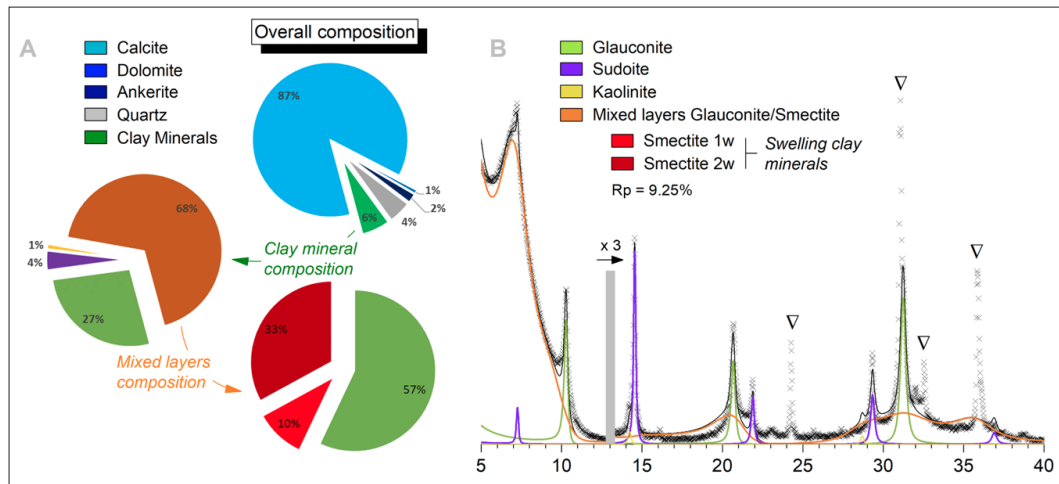 A
Overall composition
Calcite
Dolomite
Ankerite
Quartz
Clay Minerals
87%
1%
2%
4%
6%
68%
1%
4%
27%
Clay mineral
composition
Mixed layers
composition
33%
10%
57%
B
Glauconite
Sudoite
Kaolinite
Mixed layers Glauconite/Smectite
Smectite 1w
Smectite 2w
Swelling clay
minerals
Rp = 9.25%
x 3
5 10 15 20 25 30 35 40